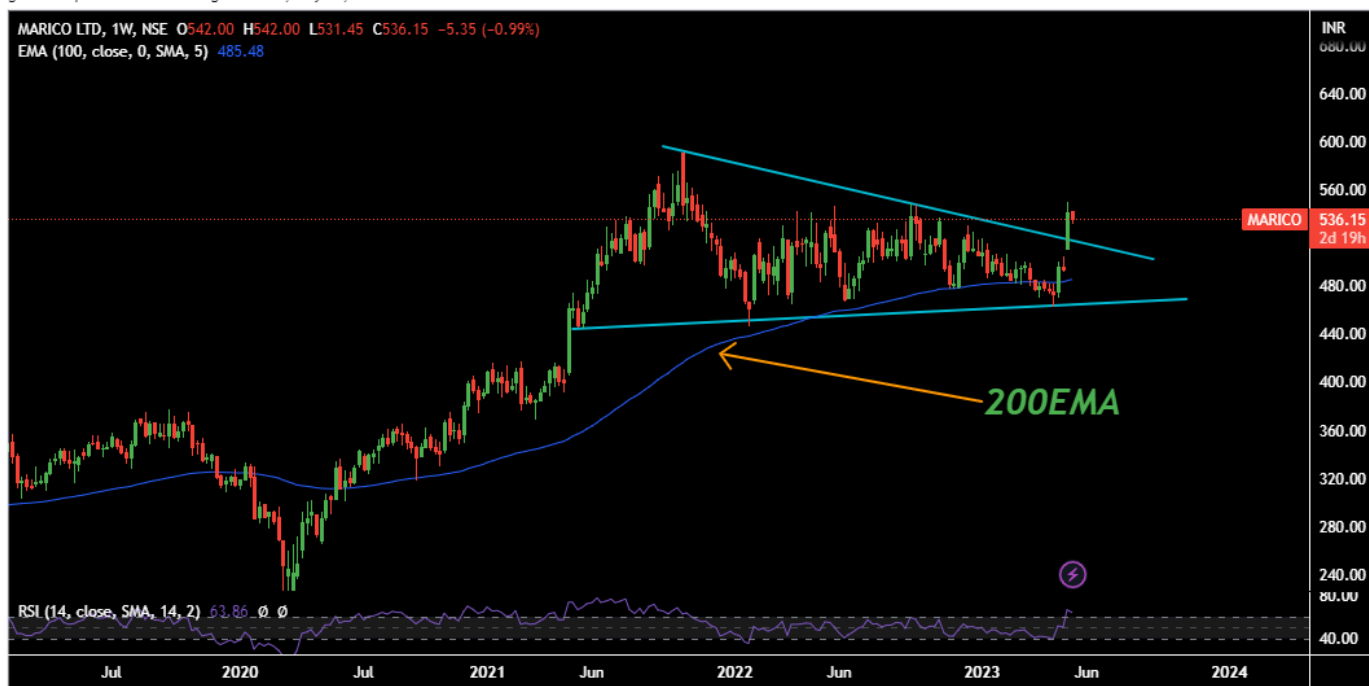 MARICO LTD, 1W, NSE O542.00 H542.00 L531.45 C536.15 −5.35 (−0.99%)
EMA (100, close, 0, SMA, 5) 485.48
INR
680.00
640.00
600.00
560.00
MARICO 536.15
2d 19h
480.00
440.00
400.00
200EMA
360.00
320.00
280.00
240.00
RSI (14, close, SMA, 14, 2) 63.86 Ø Ø
80.00
40.00
Jul 2020 Jul 2021 Jun 2022 Jun 2023 Jun 2024